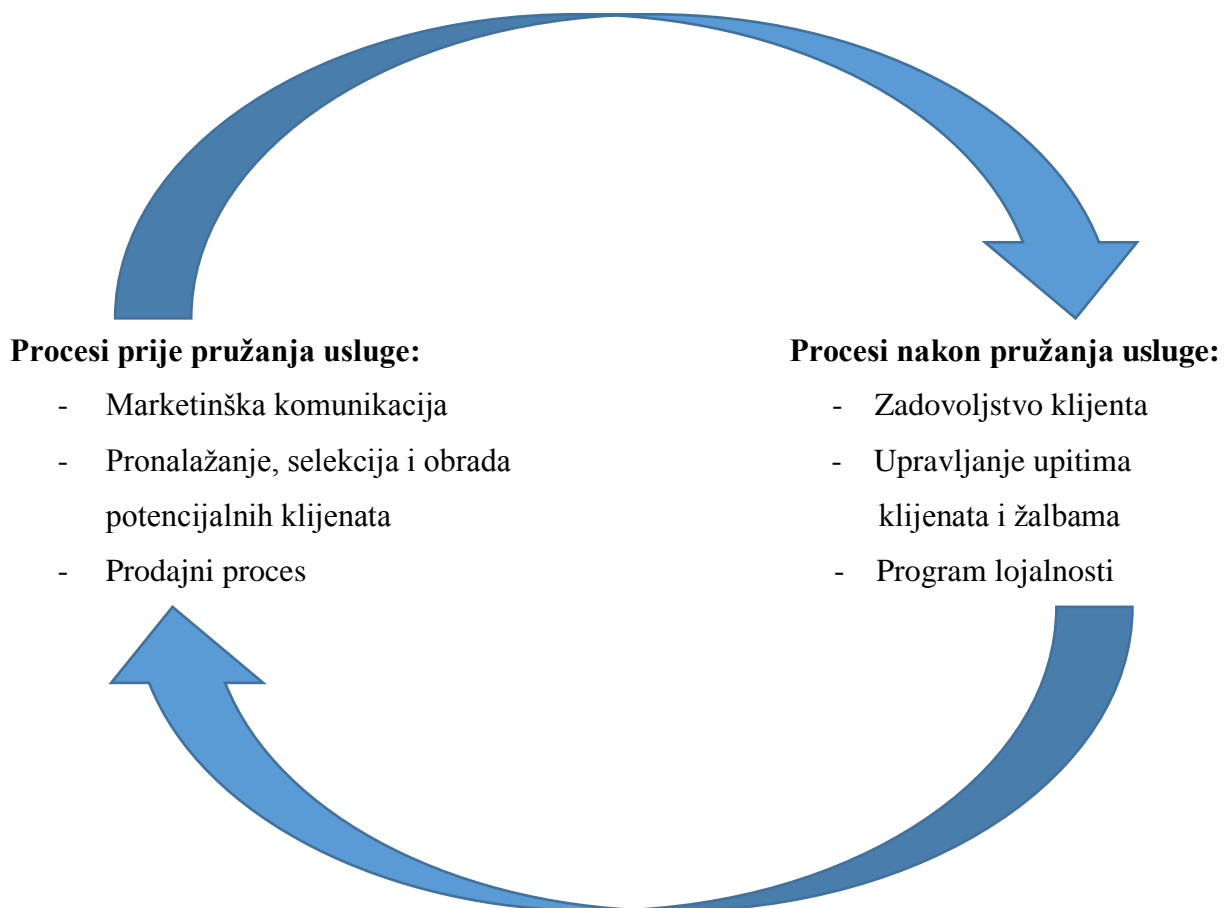 Procesi prije pružanja usluge:
- Marketinška komunikacija
- Pronalažanje, selekcija i obrada
potencijalnih klijenata
- Prodajni proces
Procesi nakon pružanja usluge:
- Zadovoljstvo klijenta
- Upravljanje upitima
klijenata i žalbama
- Program lojalnosti